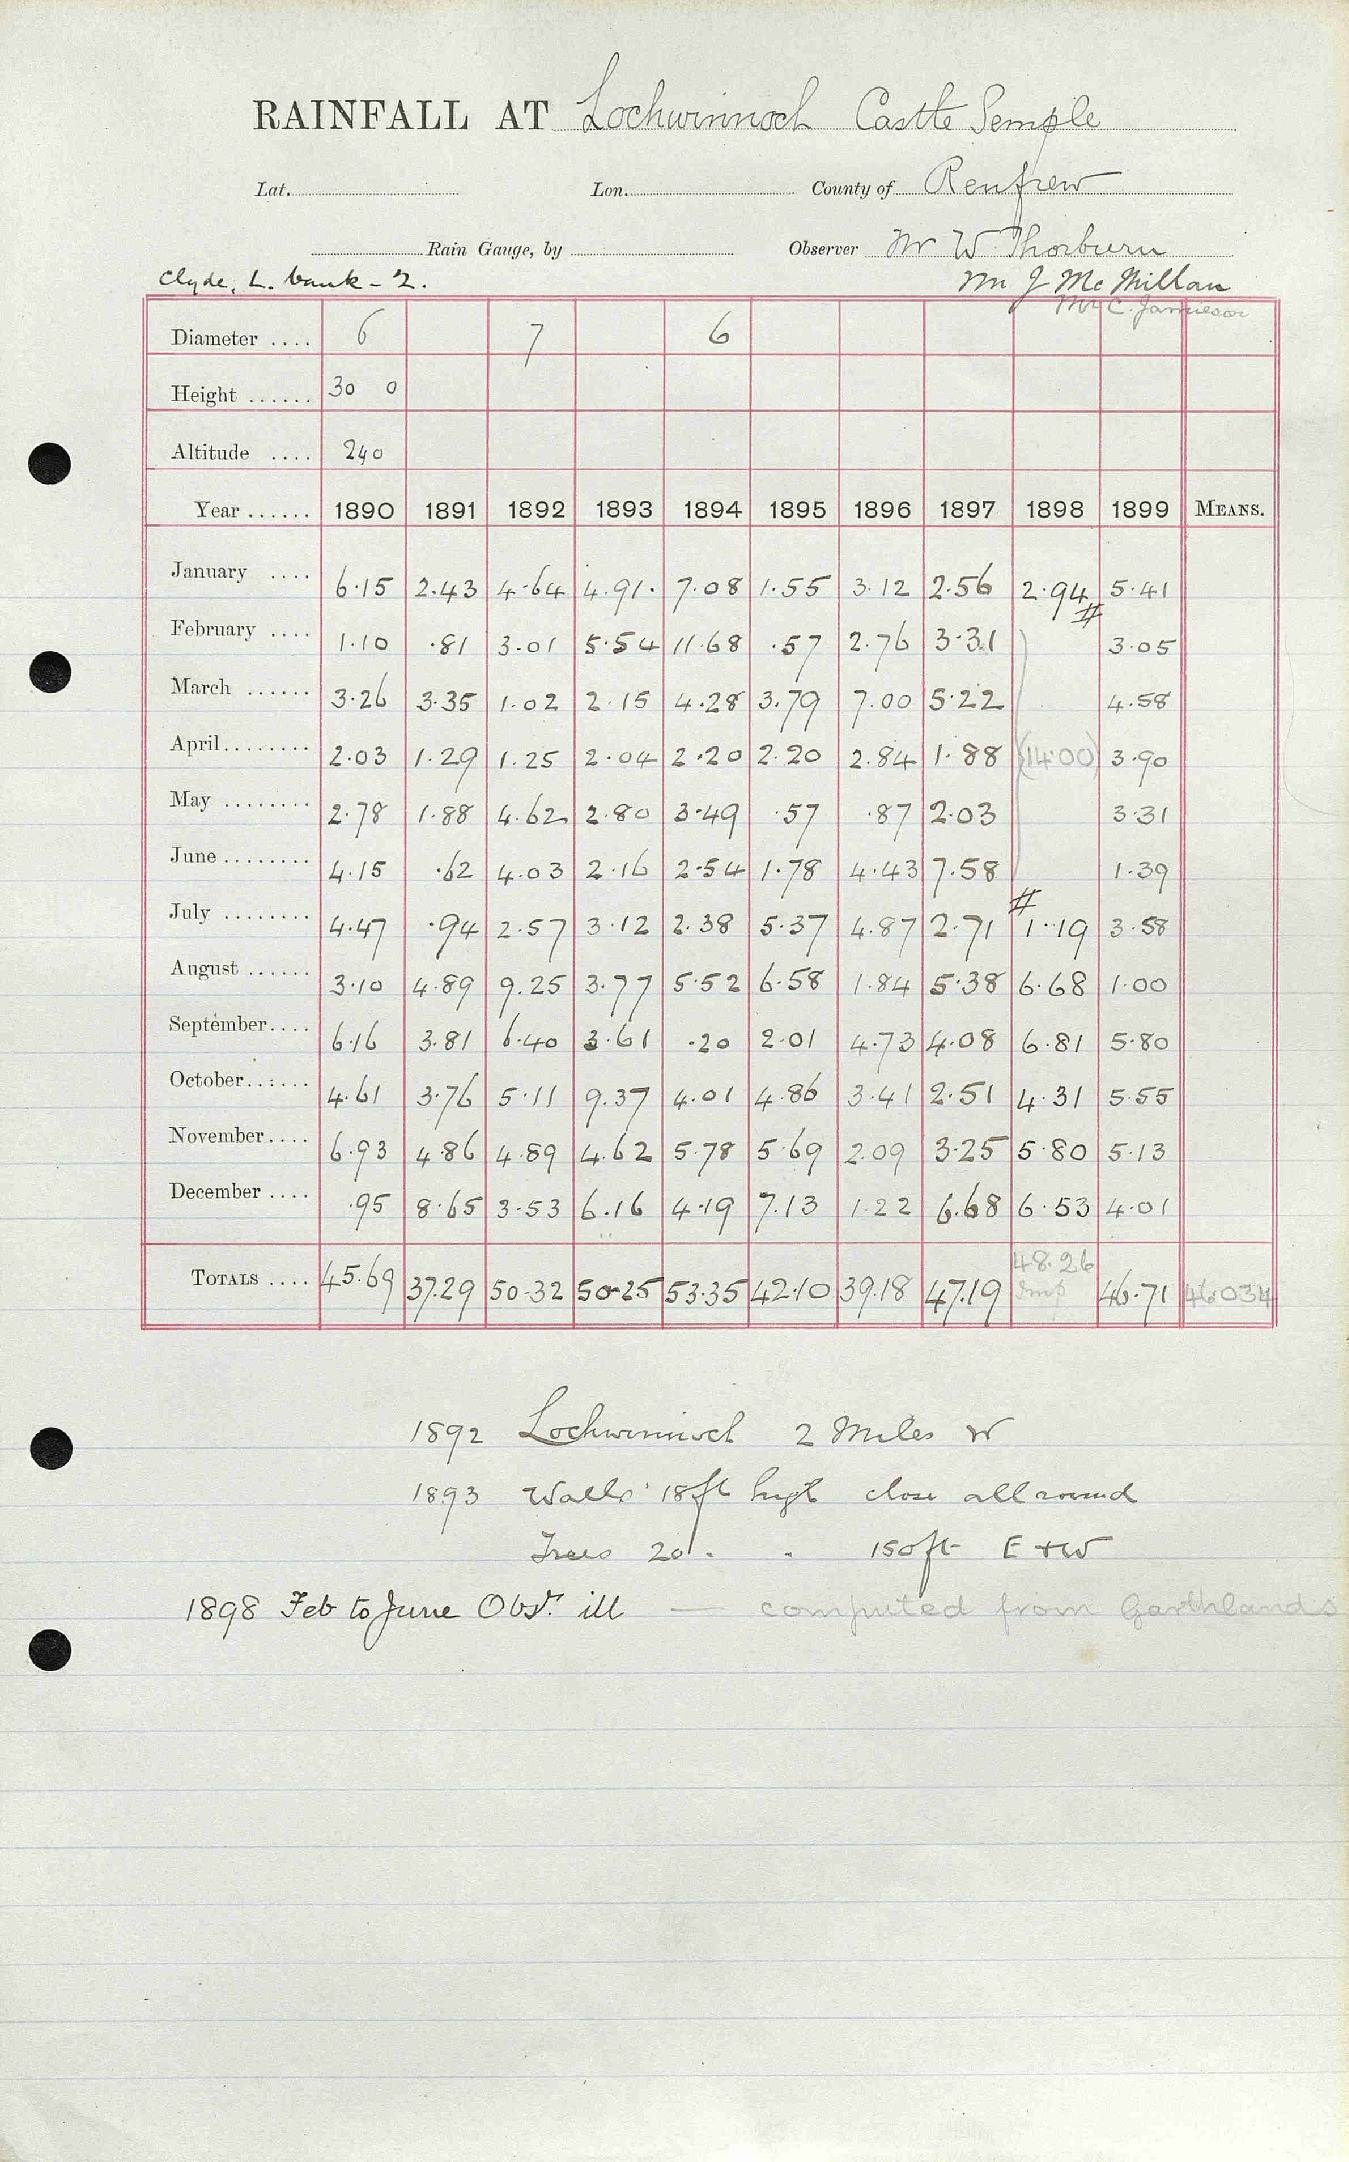 RAINFALL AT Lochwinnoch Castle Semple
Lat. Lon. County of Renfrew
Rain Gauge, by Observer Mr W Thorburn
Clyde, L. bank - 2. Mr J McMillan
Mr C. Jamieson
Diameter .... 6 7 6
Height ...... 30 0
Altitude .... 240
Year ...... 1890 1891 1892 1893 1894 1895 1896 1897 1898 1899 MEANS.
January .... 6.15 2.43 4.64 4.91. 7.08 1.55 3.12 2.56 2.94 # 5.41
February .... 1.10 .81 3.01 5.54 11.68 .57 2.76 3.31 3.05
March ...... 3.26 3.35 1.02 2.15 4.28 3.79 7.00 5.22 4.58
April ........ 2.03 1.29 1.25 2.04 2.20 2.20 2.84 1.88 (14.00) 3.90
May ........ 2.78 1.88 4.62 2.80 3.49 .57 .87 2.03 3.31
June ........ 4.15 .62 4.03 2.16 2.54 1.78 4.43 7.58 1.39
July ........ 4.47 .94 2.57 3.12 2.38 5.37 4.87 2.71 # 1.19 3.58
August ...... 3.10 4.89 9.25 3.77 5.52 6.58 1.84 5.38 6.68 1.00
September.... 6.16 3.81 6.40 3.61 .20 2.01 4.73 4.08 6.81 5.80
October ...... 4.61 3.76 5.11 9.37 4.01 4.86 3.41 2.51 4.31 5.55
November.... 6.93 4.86 4.89 4.62 5.78 5.69 2.09 3.25 5.80 5.13
December .... .95 8.65 3.53 6.16 4.19 7.13 1.22 6.68 6.53 4.01
TOTALS .... 45.69 37.29 50.32 50.25 53.35 42.10 39.18 47.19 48.26 Imp 46.71 46.034
1892 Lochwinnoch 2 Miles W
1893 Walls 18ft high close all round
Trees 20 . . 150ft E + W
1898 Feb to June Obsr. ill — computed from Garthlands